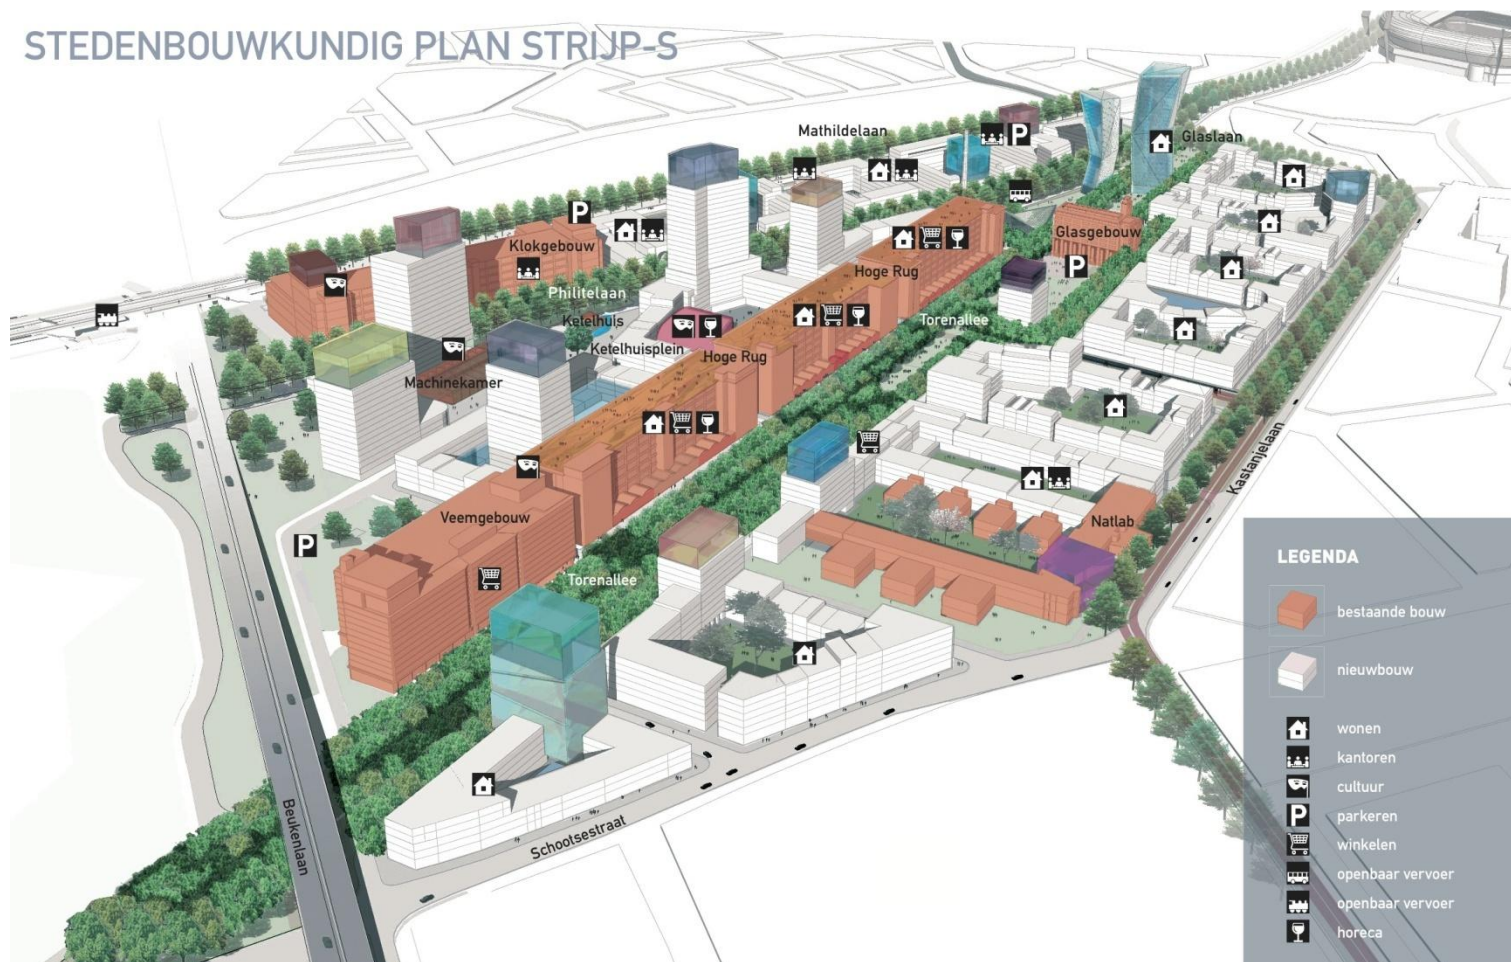 STEDENBOUWKUNDIG PLAN STRIJP-S
Mathildelaan
P
Glaslaan
P
Klokgebouw
Glasgebouw
P
Hoge Rug
Philitelaan
Torenallee
Ketelhuis
Ketelhuisplein
Hoge Rug
Machinekamer
Kastanjelaan
Veemgebouw
Natlab
P
Torenallee
Beukenlaan
Schootsestraat
LEGENDA
bestaande bouw
nieuwbouw
wonen
kantoren
cultuur
P parkeren
winkelen
openbaar vervoer
openbaar vervoer
horeca